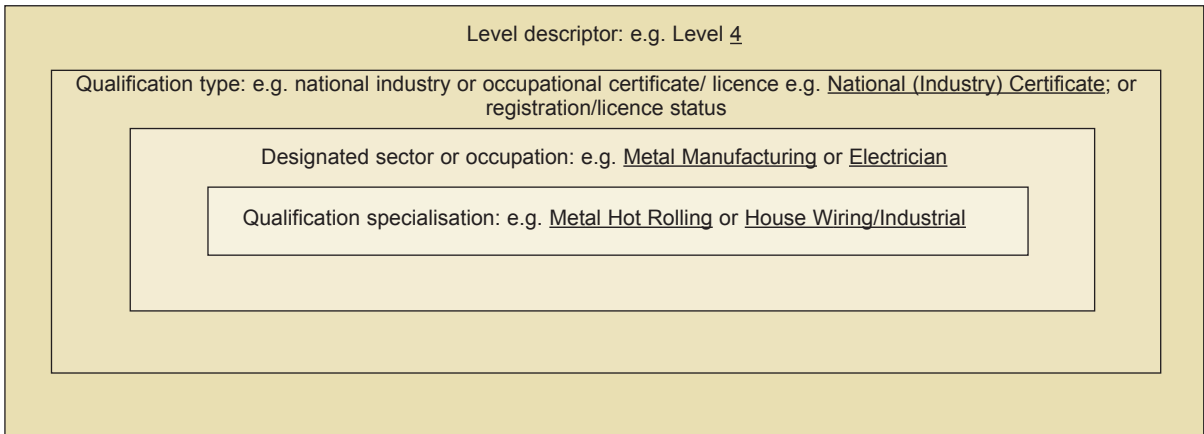 Level descriptor: e.g. Level 4
Qualification type: e.g. national industry or occupational certificate/ licence e.g. National (Industry) Certificate; or
registration/licence status
Designated sector or occupation: e.g. Metal Manufacturing or Electrician
Qualification specialisation: e.g. Metal Hot Rolling or House Wiring/Industrial